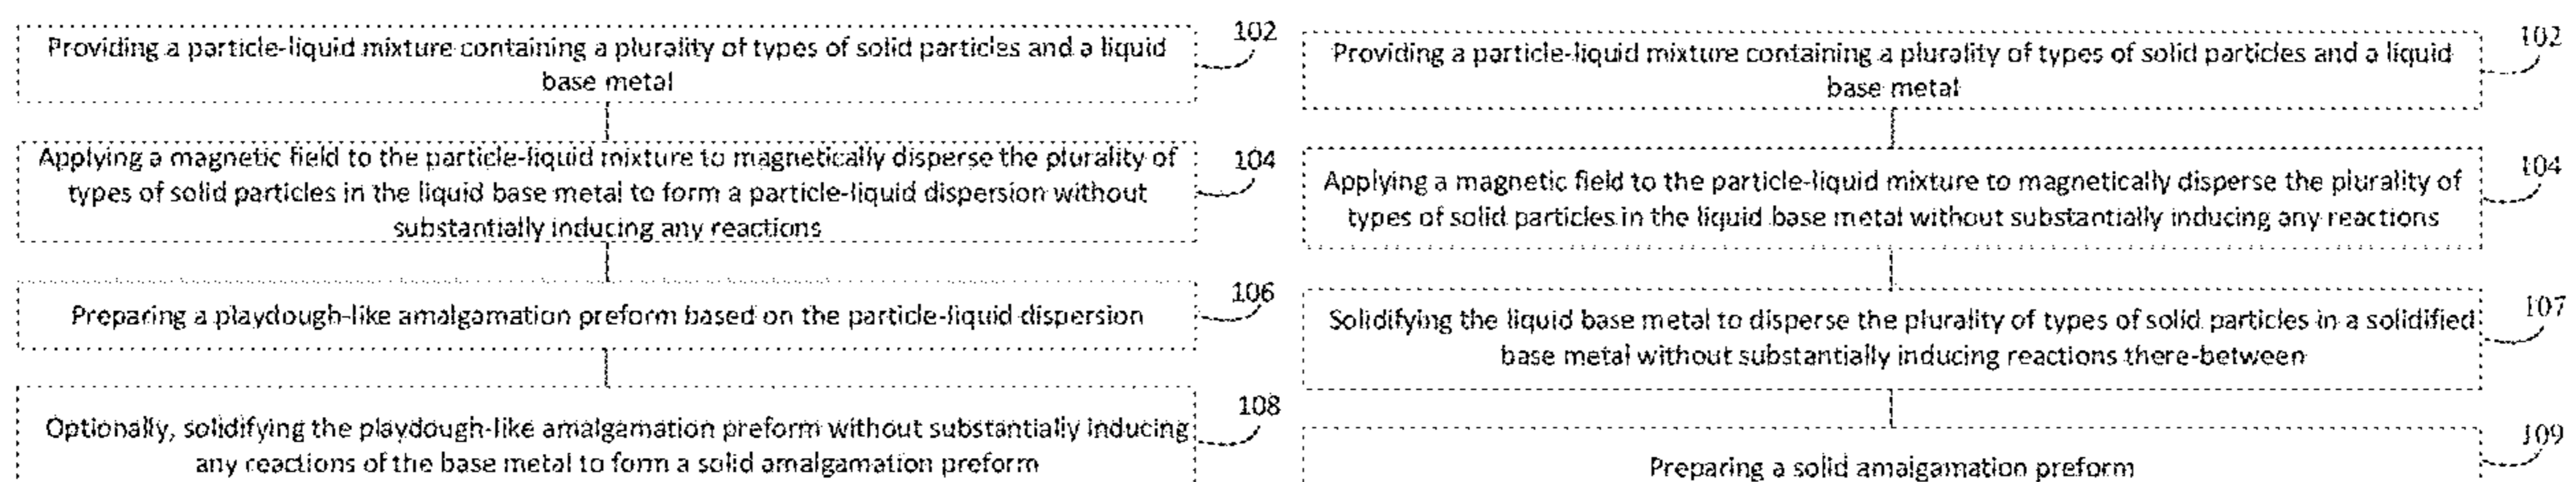 Providing a particle-liquid mixture containing a plurality of types of solid particles and a liquid
base metal
102
Applying a magnetic field to the particle-liquid mixture to magnetically disperse the plurality of
types of solid particles in the liquid base metal to form a particle-liquid dispersion without
substantially inducing any reactions
104
Preparing a playdough-like amalgamation preform based on the particle-liquid dispersion
106
Optionally, solidifying the playdough-like amalgamation preform without substantially inducing
any reactions of the base metal to form a solid amalgamation preform
108
Providing a particle-liquid mixture containing a plurality of types of solid particles and a liquid
base metal
102
Applying a magnetic field to the particle-liquid mixture to magnetically disperse the plurality of
types of solid particles in the liquid base metal without substantially inducing any reactions
104
Solidifying the liquid base metal to disperse the plurality of types of solid particles in a solidified
base metal without substantially inducing reactions there-between
107
Preparing a solid amalgamation preform
109